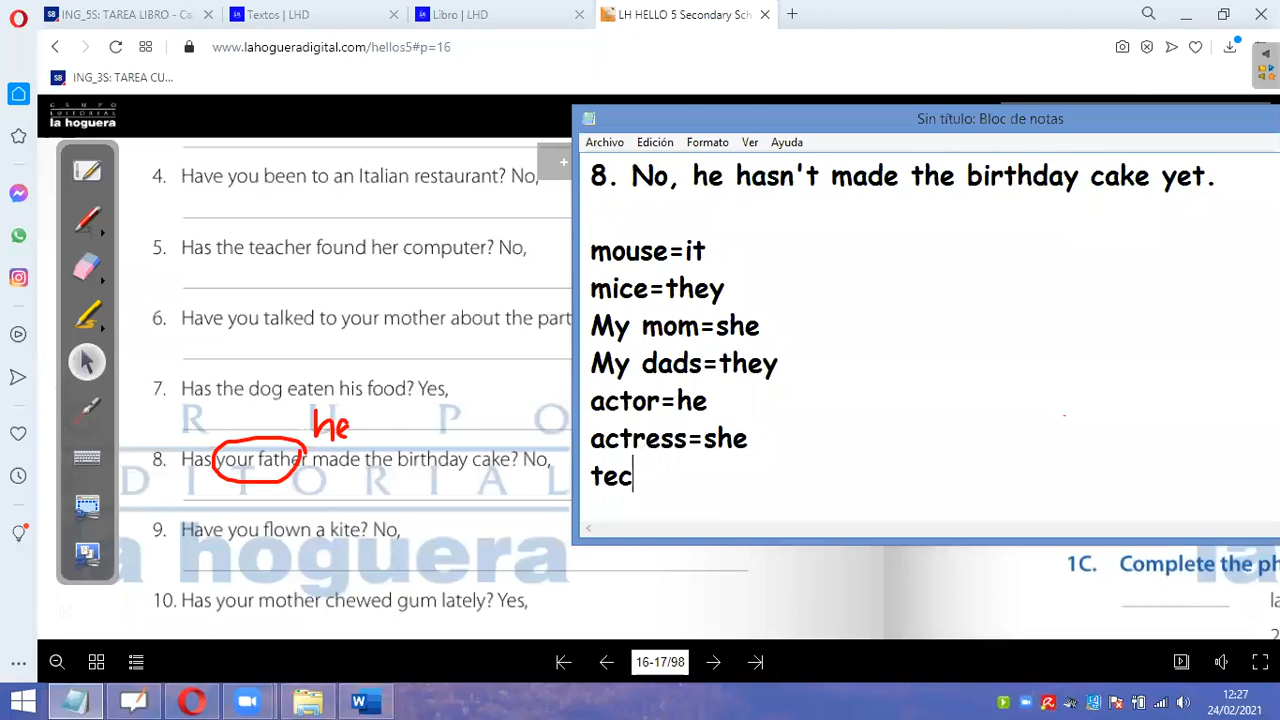 ING_5S: TAREA LIBRO - Ca
Textos | LHD
Libro | LHD
LH HELLO 5 Secondary Sch
www.lahogueradigital.com/hellos5#p=16
ING_3S: TAREA CU...
GRUPO
EDITORIAL
la hoguera
Sin título: Bloc de notas
Archivo Edición Formato Ver Ayuda
8. No, he hasn't made the birthday cake yet.
mouse=it
mice=they
My mom=she
My dads=they
actor=he
actress=she
tec
4. Have you been to an Italian restaurant? No,
5. Has the teacher found her computer? No,
6. Have you talked to your mother about the part
7. Has the dog eaten his food? Yes,
R U P O
he
8. Has your father made the birthday cake? No,
D I T O R I A L
9. Have you flown a kite? No,
la hoguera
10. Has your mother chewed gum lately? Yes,
1C. Complete the ph
la
2
16-17/98
12:27
24/02/2021